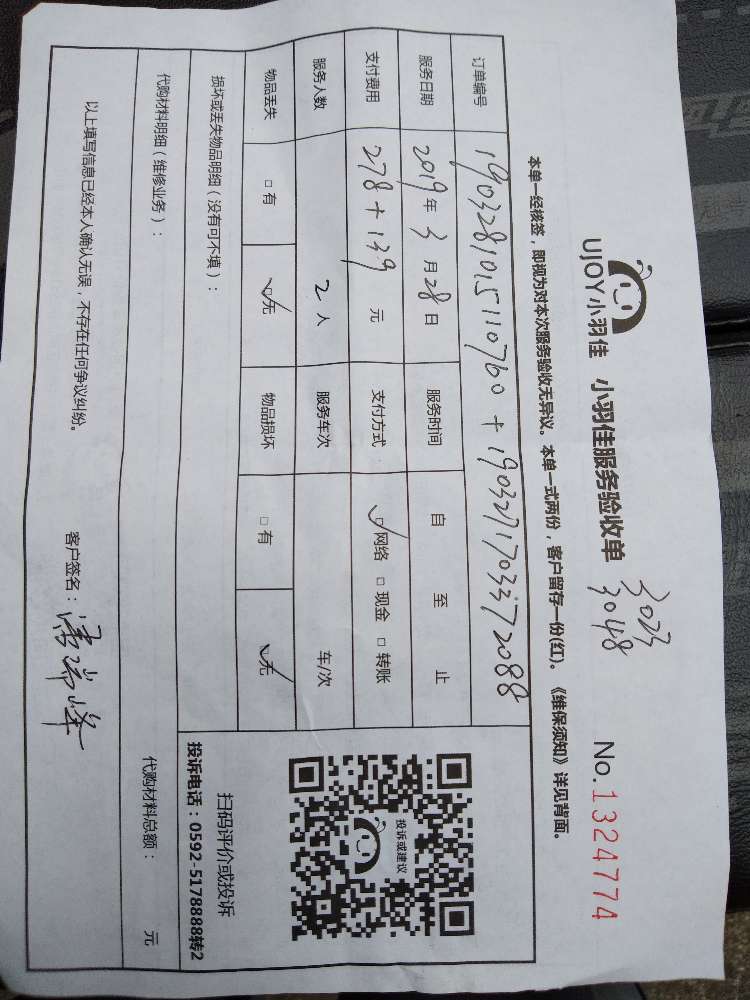 3023
3048
UJOY小羽佳 小羽佳服务验收单 No.1324774
本单一经核签，即视为对本次服务验收无异议。本单一式两份，客户留存一份(红)。《维保须知》详见背面。
订单编号 1903281015110760 + 1903271703372088
服务日期 2019年3月28日 服务时间 自 至 止
支付费用 278+139 元 支付方式 ☑网络 □现金 □转账
服务人数 2人 服务车次 车/次
物品丢失 □有 ☑无 物品损坏 □有 ☑无
损坏或丢失物品明细（没有可不填）：
投诉或建议
扫码评价或投诉
投诉电话：0592-5178888转2
代购材料明细（维修业务）： 代购材料总额： 元
以上填写信息已经本人确认无误，不存在任何争议纠纷。
客户签名：